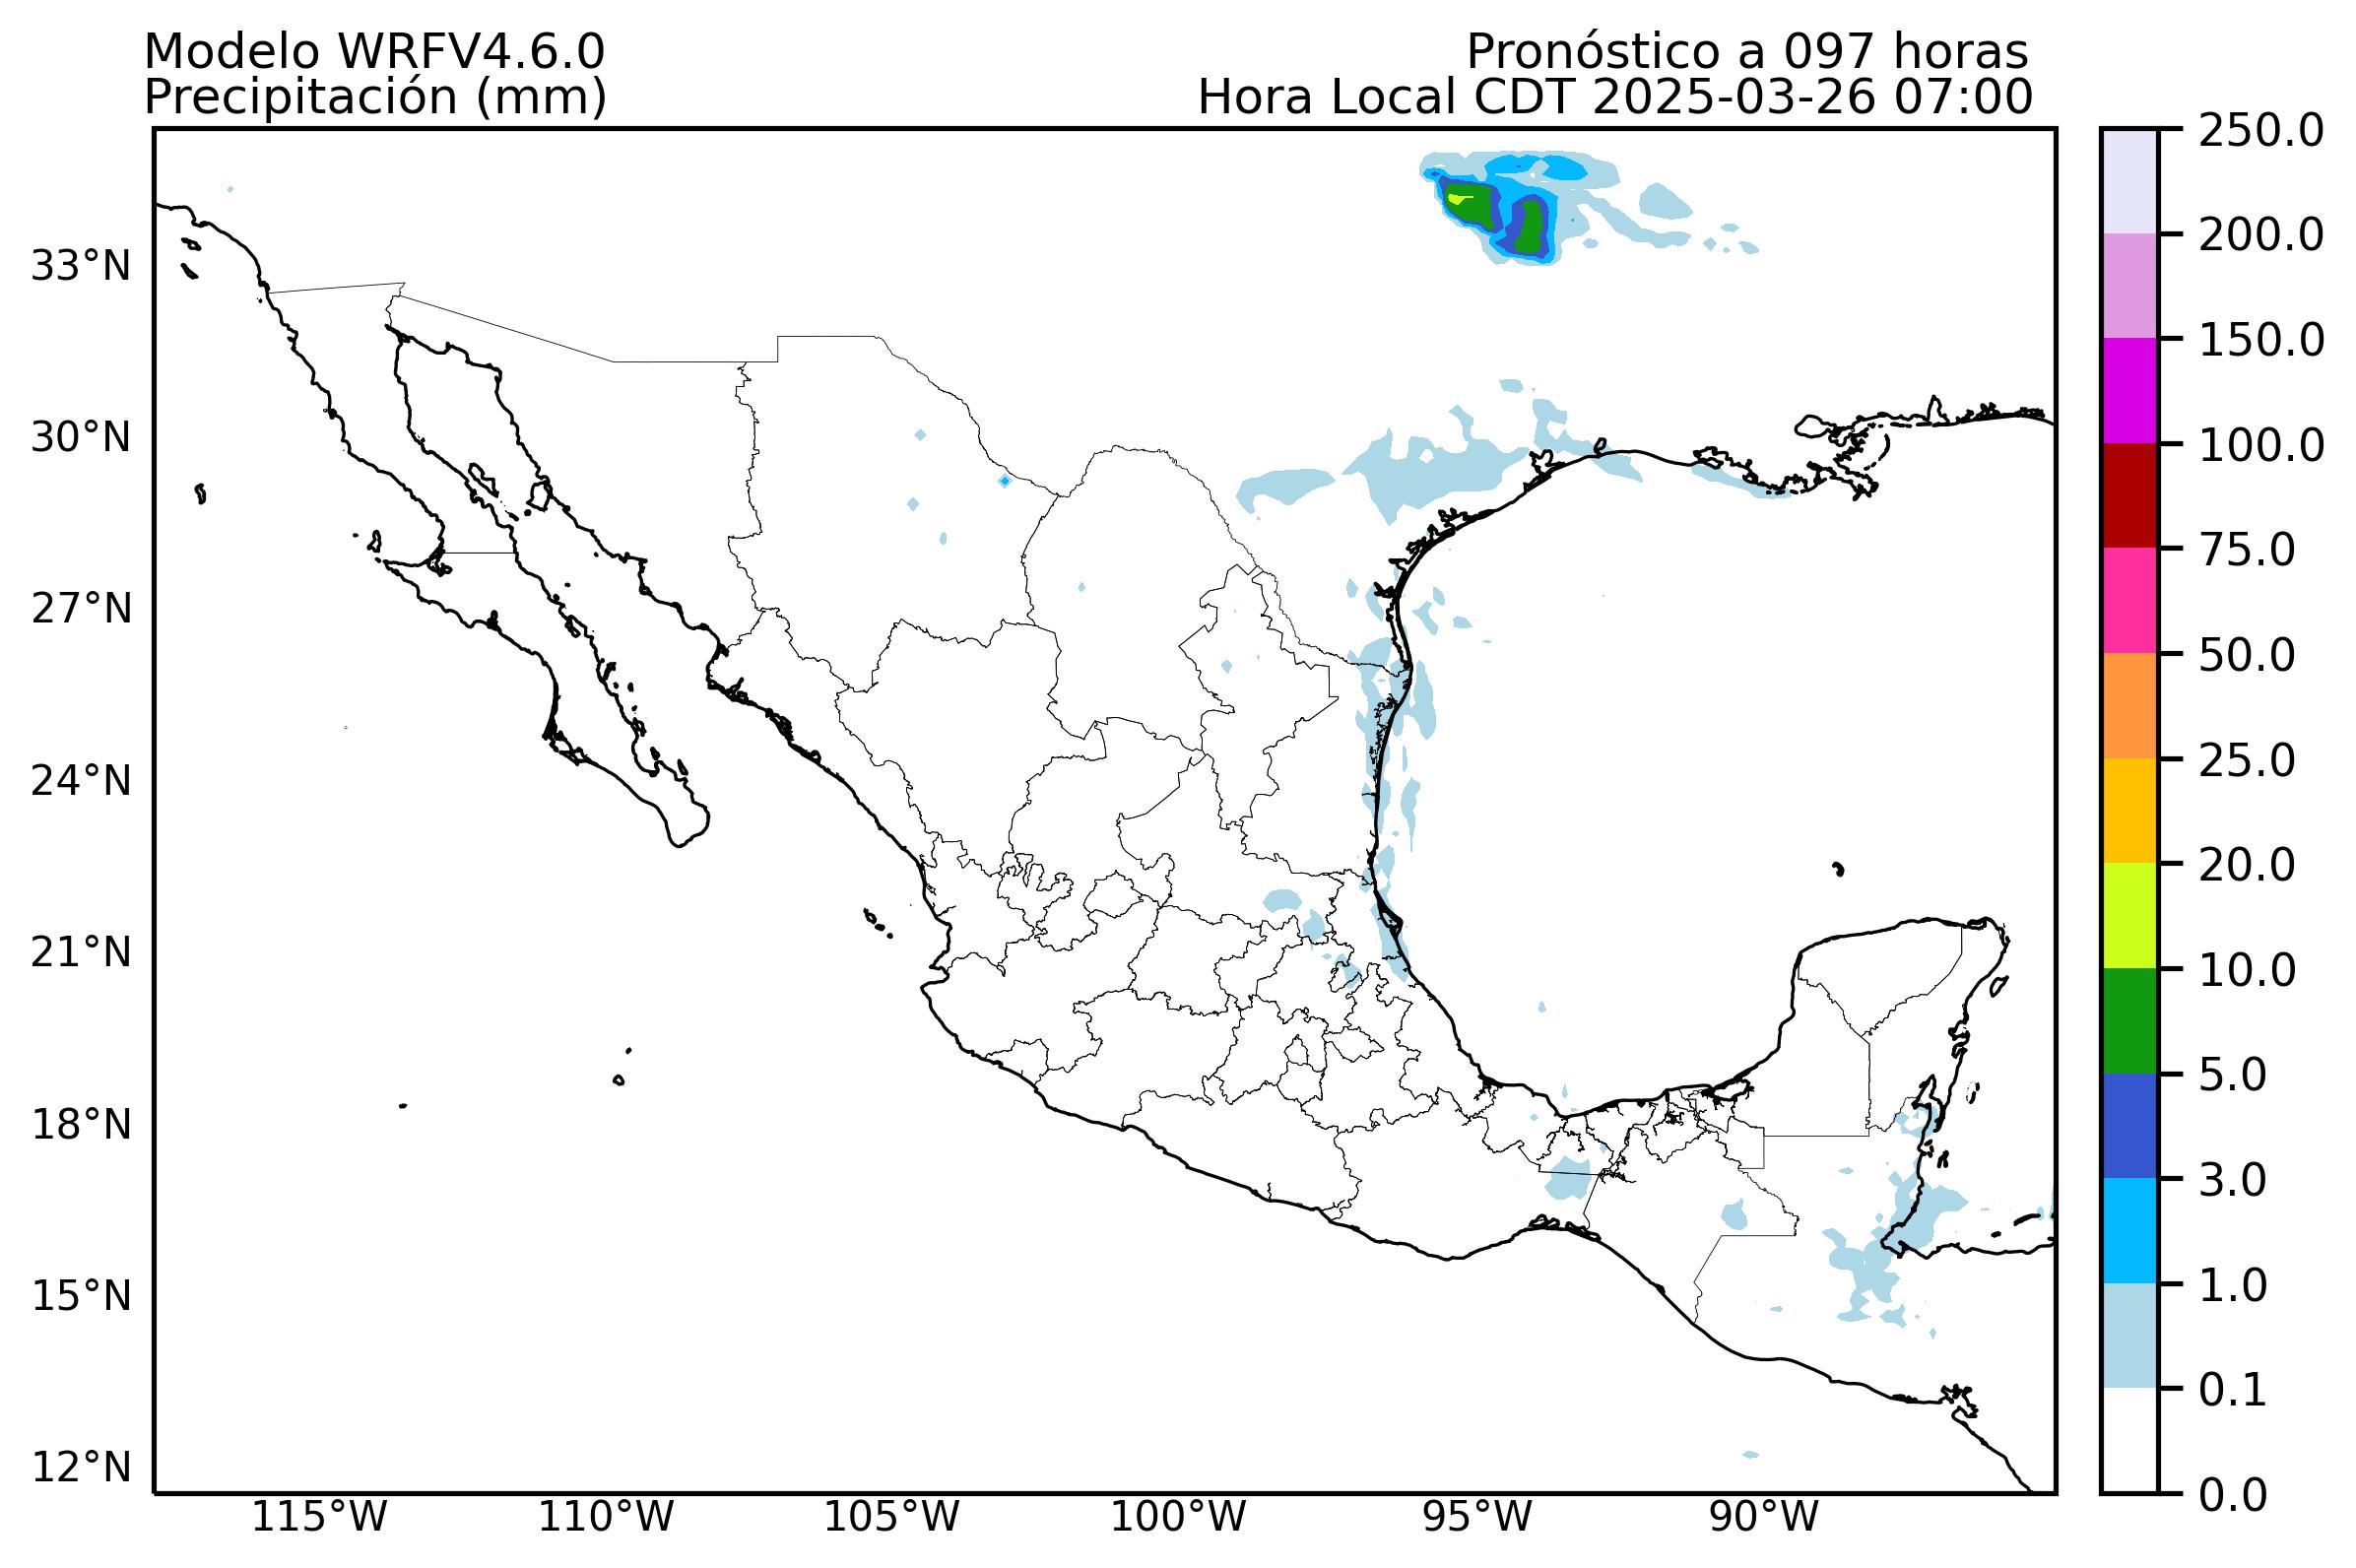 Modelo WRFV4.6.0
Precipitación (mm)
Pronóstico a 097 horas
Hora Local CDT 2025-03-26 07:00
33°N
30°N
27°N
24°N
21°N
18°N
15°N
12°N
115°W
110°W
105°W
100°W
95°W
90°W
250.0
200.0
150.0
100.0
75.0
50.0
25.0
20.0
10.0
5.0
3.0
1.0
0.1
0.0